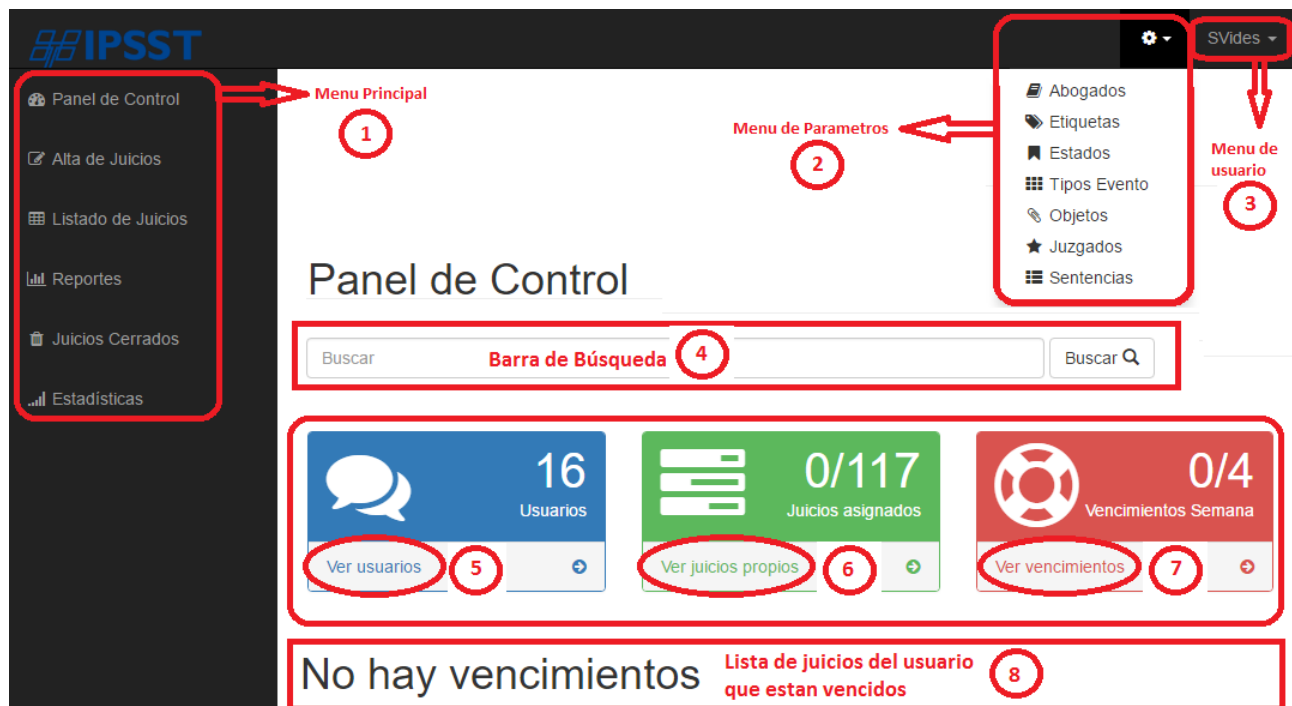 IPSST
SVides
Panel de Control
Alta de Juicios
Listado de Juicios
Reportes
Juicios Cerrados
Estadísticas
Menu Principal
1
Menu de Parametros
2
Abogados
Etiquetas
Estados
Tipos Evento
Objetos
Juzgados
Sentencias
Menu de
usuario
3
Panel de Control
Buscar
Barra de Búsqueda
4
Buscar
16
Usuarios
Ver usuarios
5
0/117
Juicios asignados
Ver juicios propios
6
0/4
Vencimientos Semana
Ver vencimientos
7
No hay vencimientos
Lista de juicios del usuario
que estan vencidos
8